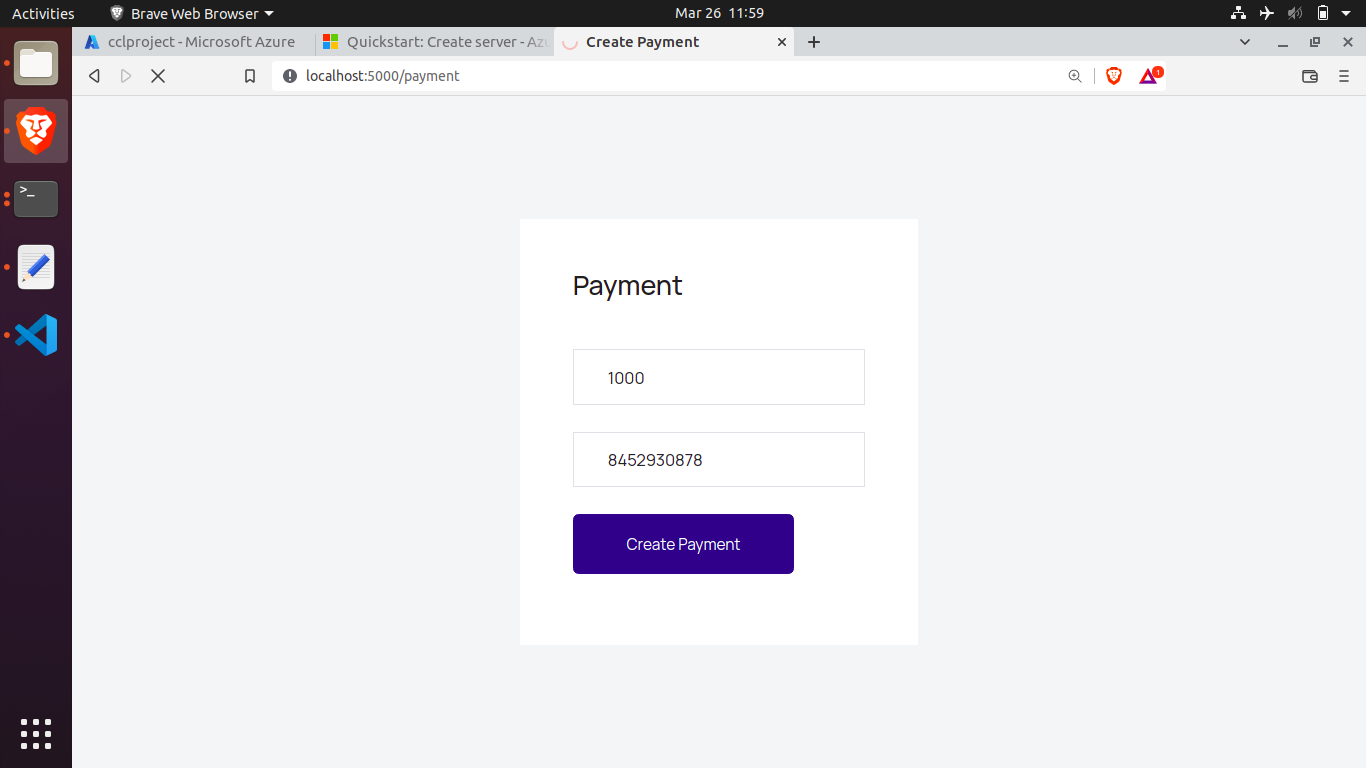 Activities
Brave Web Browser
Mar 26 11:59
cclproject - Microsoft Azure
Quickstart: Create server - Azu
Create Payment
localhost:5000/payment
1
>_
Payment
1000
8452930878
Create Payment